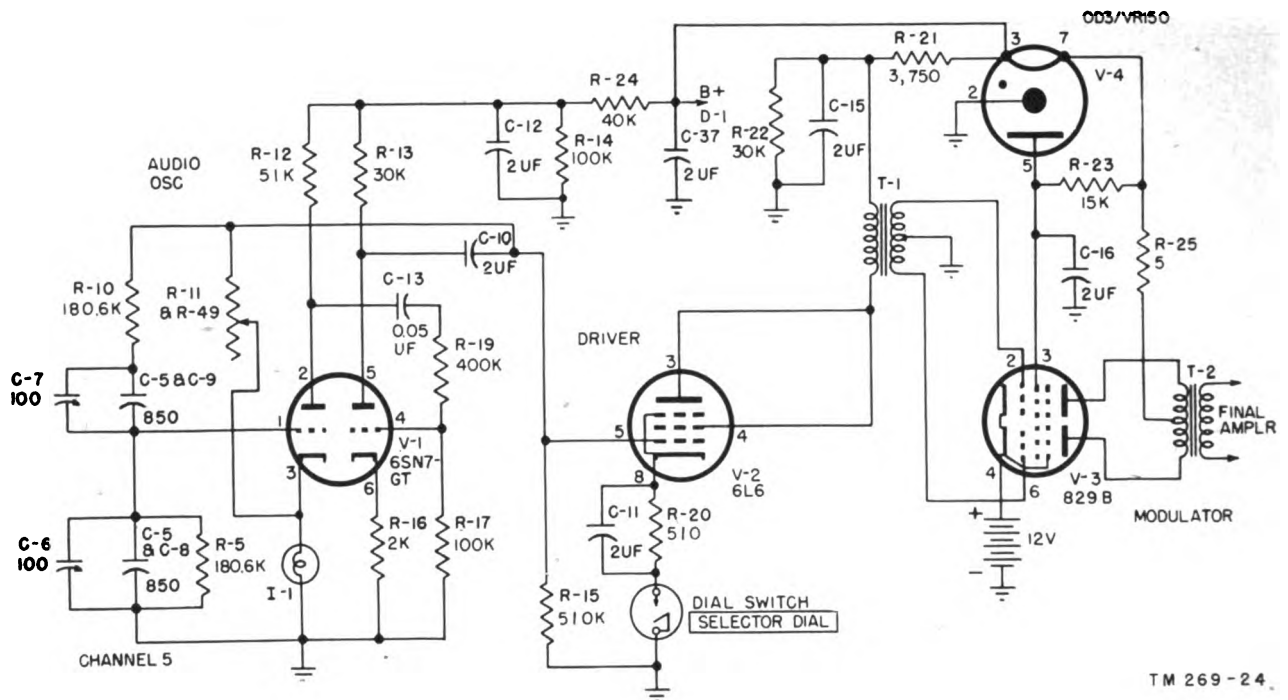 OD3/VR150
3
7
V-4
2
5
R-21
3,750
R-24
40K
B+
D-1
C-12
2UF
R-14
100K
C-37
2UF
R-22
30K
C-15
2UF
R-23
15K
T-1
AUDIO
OSC
R-12
51K
R-13
30K
C-10
2UF
C-16
2UF
R-25
5
R-10
180.6K
R-11
& R-49
C-13
0.05
UF
R-19
400K
DRIVER
C-7
100
C-5 & C-9
850
2
5
1
4
3
6
V-1
6SN7-
GT
3
5
4
8
V-2
6L6
2
3
4
6
V-3
829B
T-2
FINAL
AMPLR
MODULATOR
C-6
100
C-5
& C-8
850
R-5
180.6K
I-1
R-16
2K
R-17
100K
C-11
2UF
R-20
510
R-15
510K
DIAL SWITCH
SELECTOR DIAL
+
12V
-
CHANNEL 5
TM 269-24